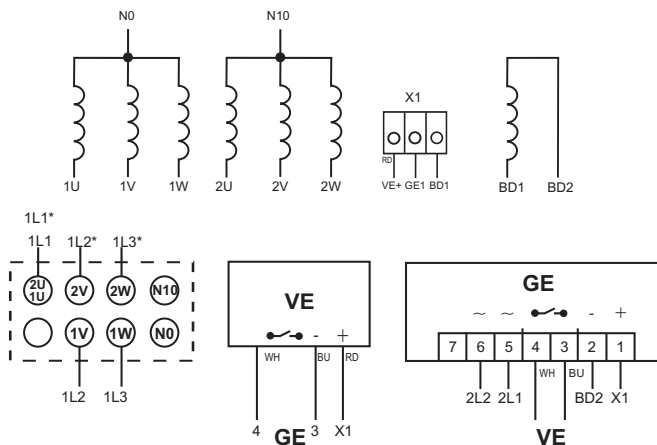 N0 N10
X1
RD
1U 1V 1W 2U 2V 2W VE+ GE1 BD1 BD1 BD2
1L1*
1L1 1L2* 1L3*
2U
1U 2V 2W N10
1V 1W N0
1L2 1L3
VE
- +
WH BU RD
4 GE 3 X1
GE
~ ~ - +
7 6 5 4 3 2 1
WH BU
2L2 2L1 BD2 X1
VE